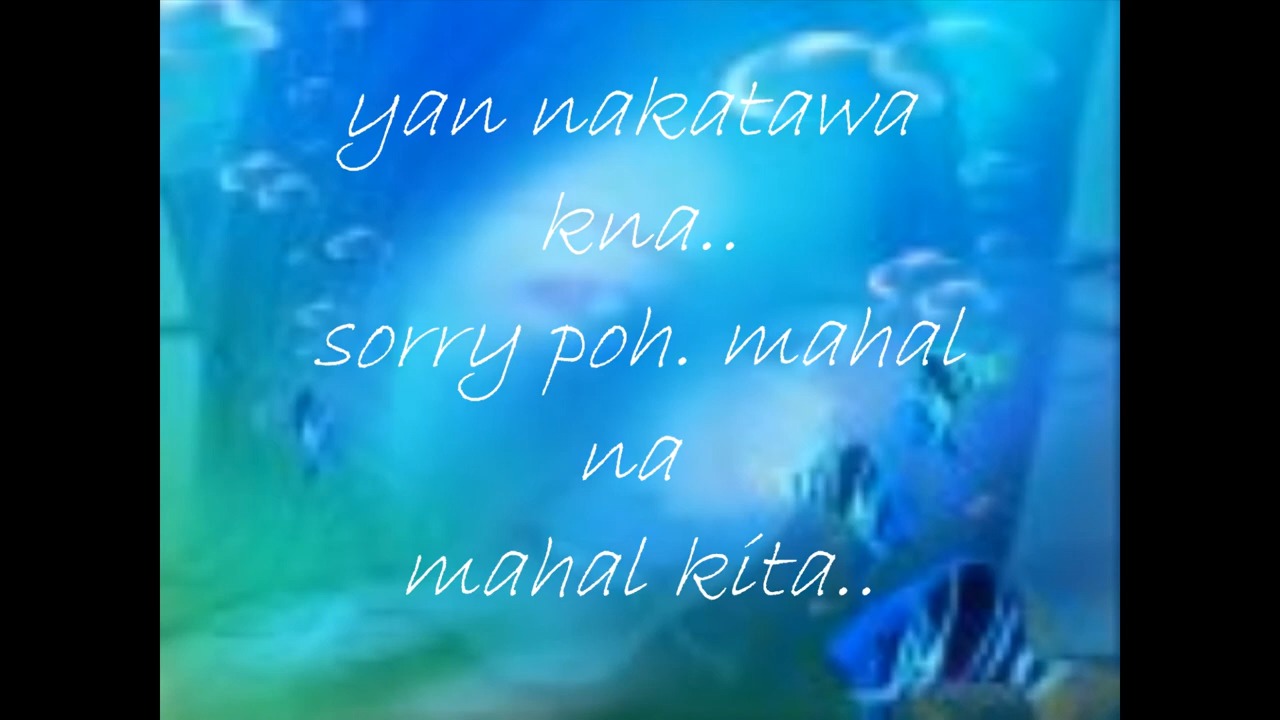 yan nakatawa
kna..
sorry poh. mahal
na
mahal kita..